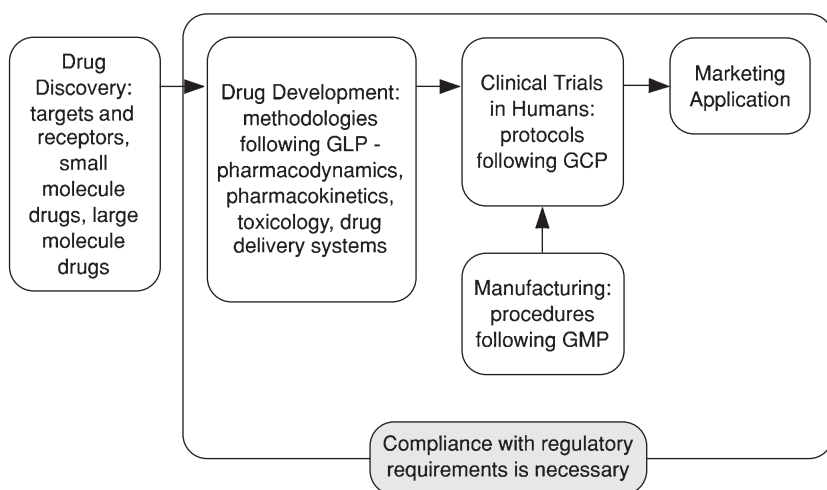 Drug
Discovery:
targets and
receptors,
small
molecule
drugs, large
molecule
drugs
Drug Development:
methodologies
following GLP -
pharmacodynamics,
pharmacokinetics,
toxicology, drug
delivery systems
Clinical Trials
in Humans:
protocols
following GCP
Marketing
Application
Manufacturing:
procedures
following GMP
Compliance with regulatory
requirements is necessary